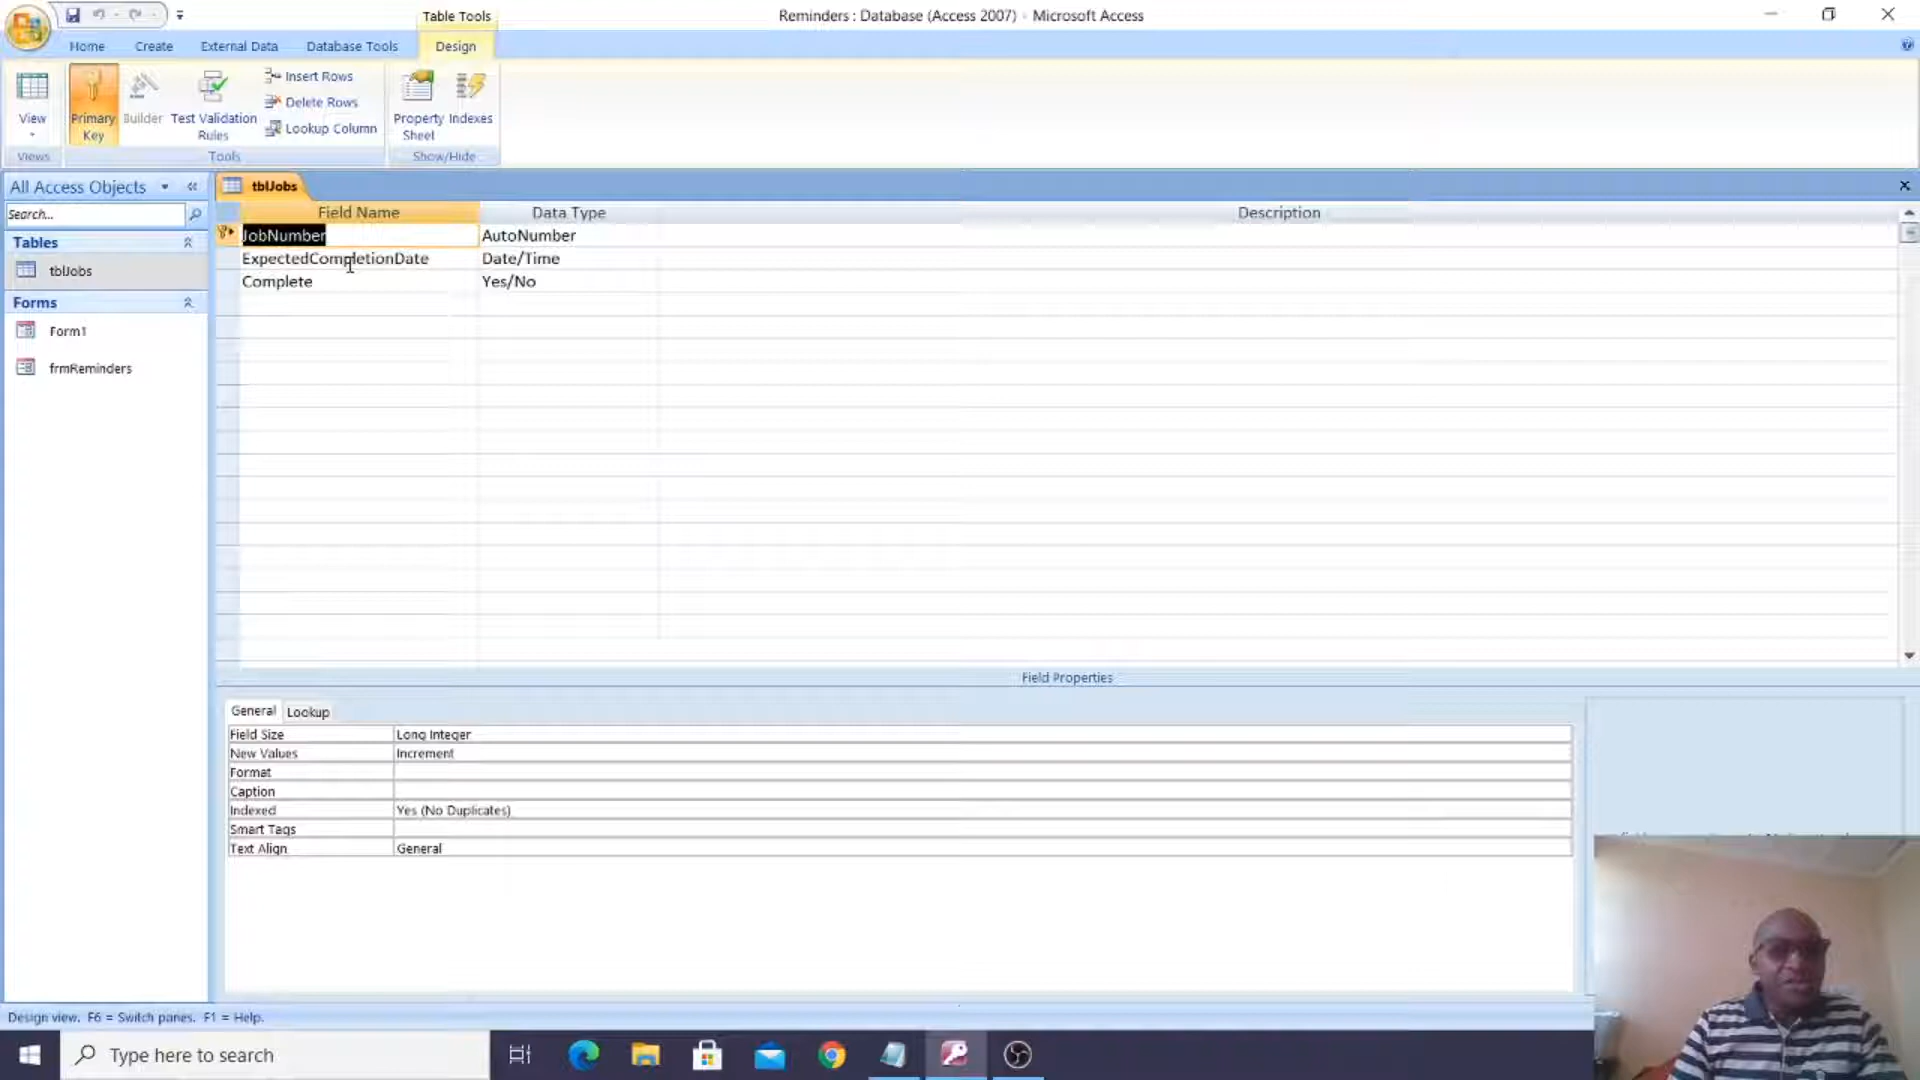 Table Tools
Reminders : Database (Access 2007) - Microsoft Access
Home
Create
External Data
Database Tools
Design
View
Primary Key
Builder
Test Validation Rules
Insert Rows
Delete Rows
Lookup Column
Property Sheet
Indexes
Views
Tools
Show/Hide
All Access Objects
Search...
Tables
tblJobs
Forms
Form1
frmReminders
tblJobs
Field Name Data Type Description
JobNumber AutoNumber
ExpectedCompletionDate Date/Time
Complete Yes/No
Field Properties
General Lookup
Field Size Long Integer
New Values Increment
Format
Caption
Indexed Yes (No Duplicates)
Smart Tags
Text Align General
Design view. F6 = Switch panes. F1 = Help.
Type here to search